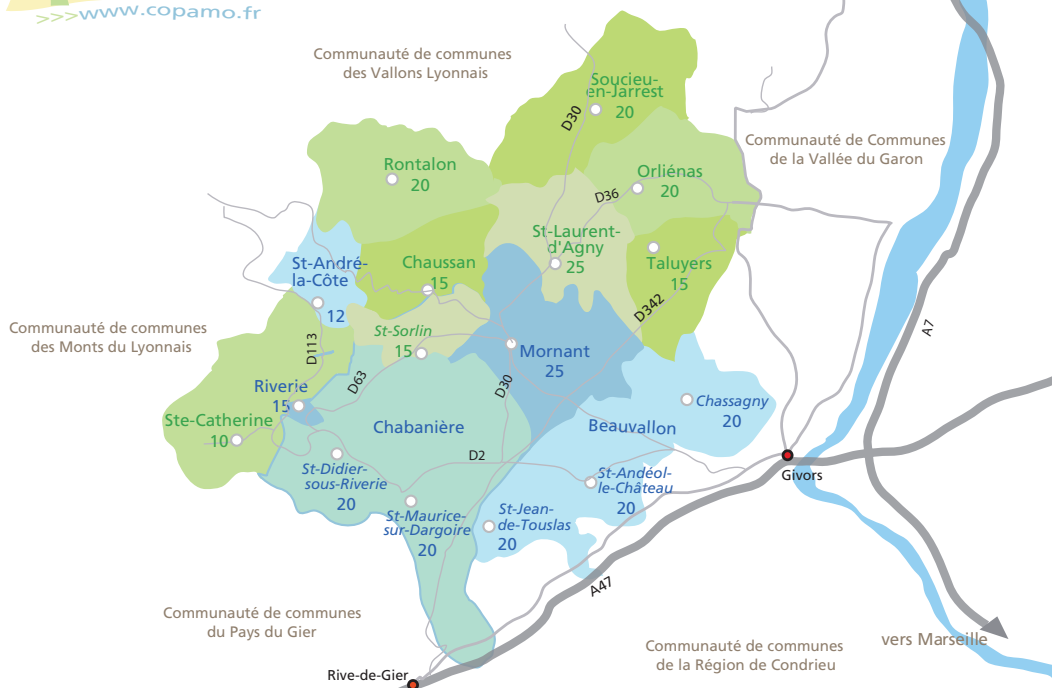 >>>www.copamo.fr
Communauté de communes
des Vallons Lyonnais
Soucieu-
en-Jarrest
20
D30
Communauté de Communes
de la Vallée du Garon
Rontalon
20
Orliénas
20
D36
St-Laurent-
d'Agny
25
Taluyers
15
St-André-
la-Côte
12
Chaussan
15
D342
A7
Communauté de communes
des Monts du Lyonnais
St-Sorlin
15
D113
D63
Mornant
25
D30
Riverie
15
Ste-Catherine
10
Chabanière
Beauvallon
Chassagny
20
D2
St-Didier-
sous-Riverie
20
St-Andéol-
le-Château
20
Givors
St-Maurice-
sur-Dargoire
20
St-Jean-
de-Touslas
20
A47
Communauté de communes
du Pays du Gier
Communauté de communes
de la Région de Condrieu
vers Marseille
Rive-de-Gier